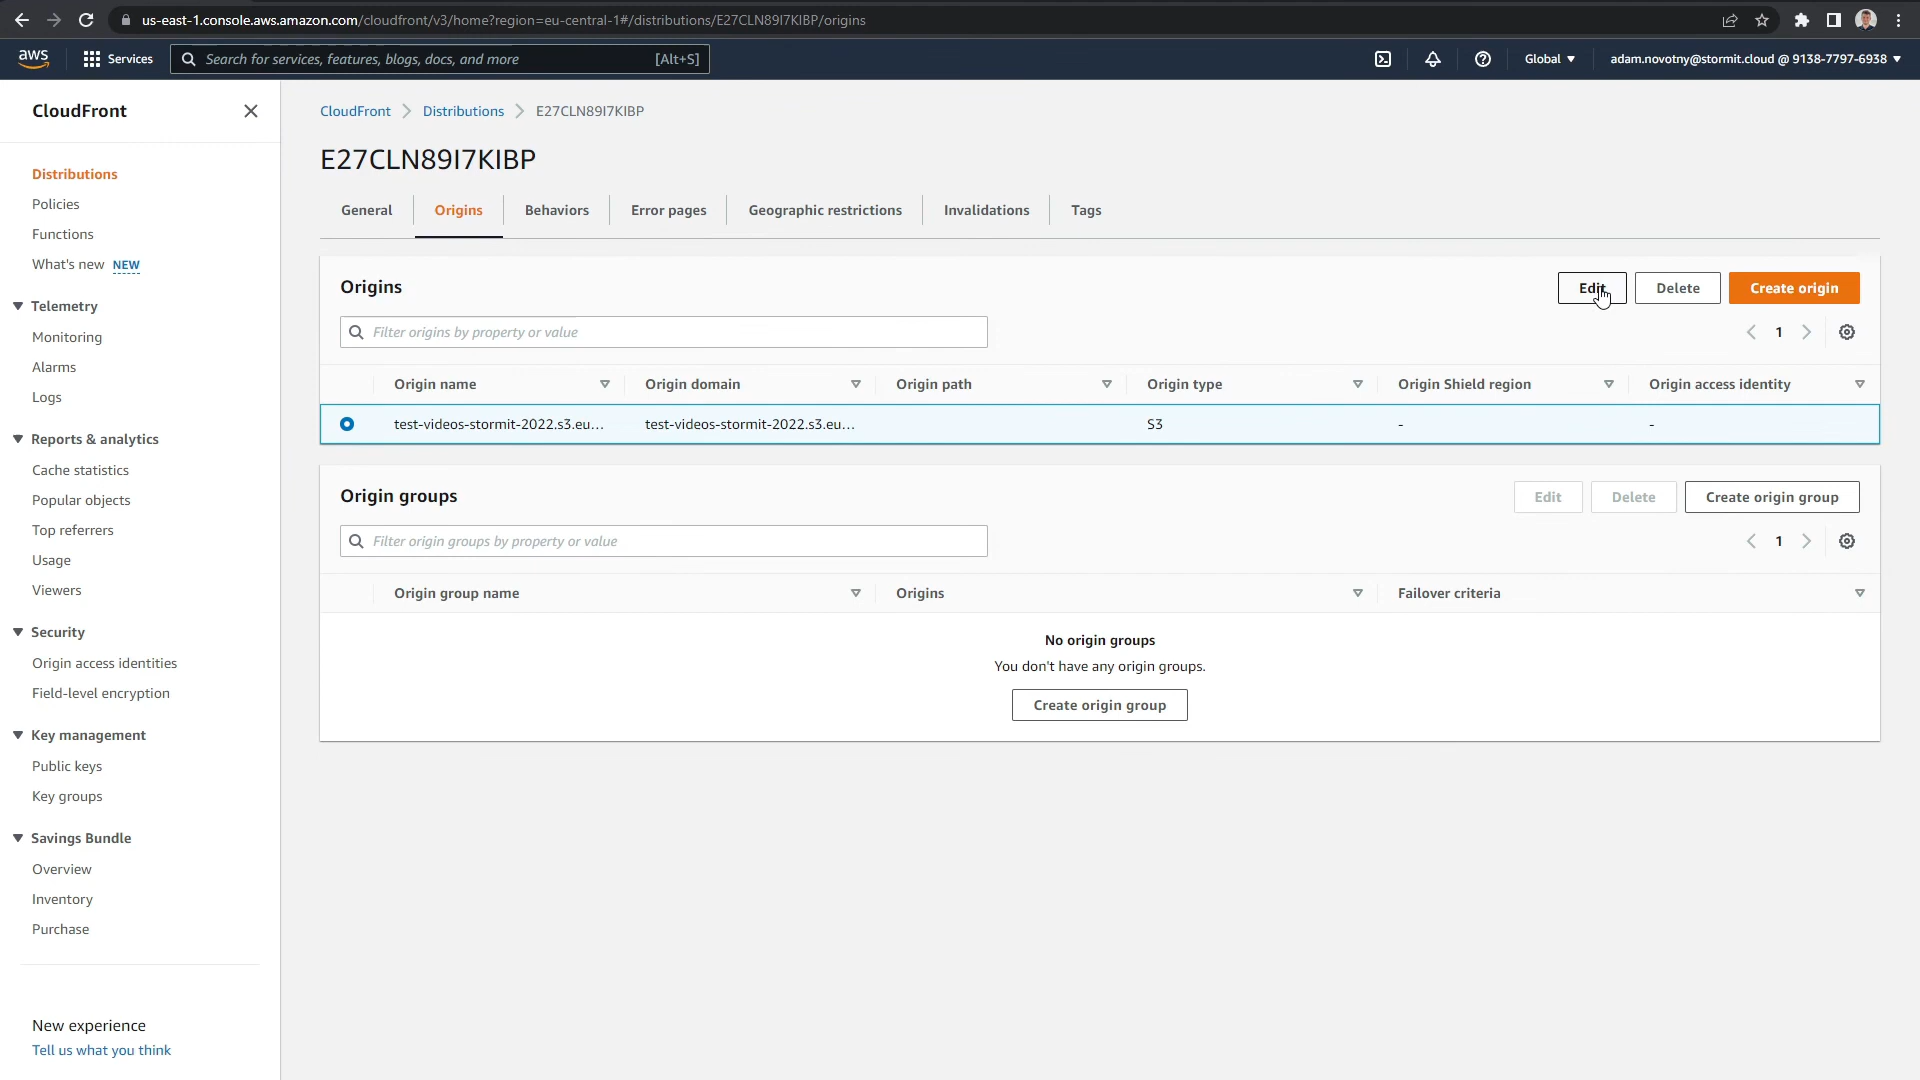 us-east-1.console.aws.amazon.com/cloudfront/v3/home?region=eu-central-1#/distributions/E27CLN89I7KIBP/origins
aws
Services
Search for services, features, blogs, docs, and more
[Alt+S]
Global
adam.novotny@stormit.cloud @ 9138-7797-6938
CloudFront
Distributions
Policies
Functions
What's new NEW
Telemetry
Monitoring
Alarms
Logs
Reports & analytics
Cache statistics
Popular objects
Top referrers
Usage
Viewers
Security
Origin access identities
Field-level encryption
Key management
Public keys
Key groups
Savings Bundle
Overview
Inventory
Purchase
New experience
Tell us what you think
CloudFront
Distributions
E27CLN89I7KIBP
E27CLN89I7KIBP
General
Origins
Behaviors
Error pages
Geographic restrictions
Invalidations
Tags
Origins
Edit
Delete
Create origin
Filter origins by property or value
1
Origin name
Origin domain
Origin path
Origin type
Origin Shield region
Origin access identity
test-videos-stormit-2022.s3.eu...
test-videos-stormit-2022.s3.eu...
S3
-
-
Origin groups
Edit
Delete
Create origin group
Filter origin groups by property or value
1
Origin group name
Origins
Failover criteria
No origin groups
You don't have any origin groups.
Create origin group